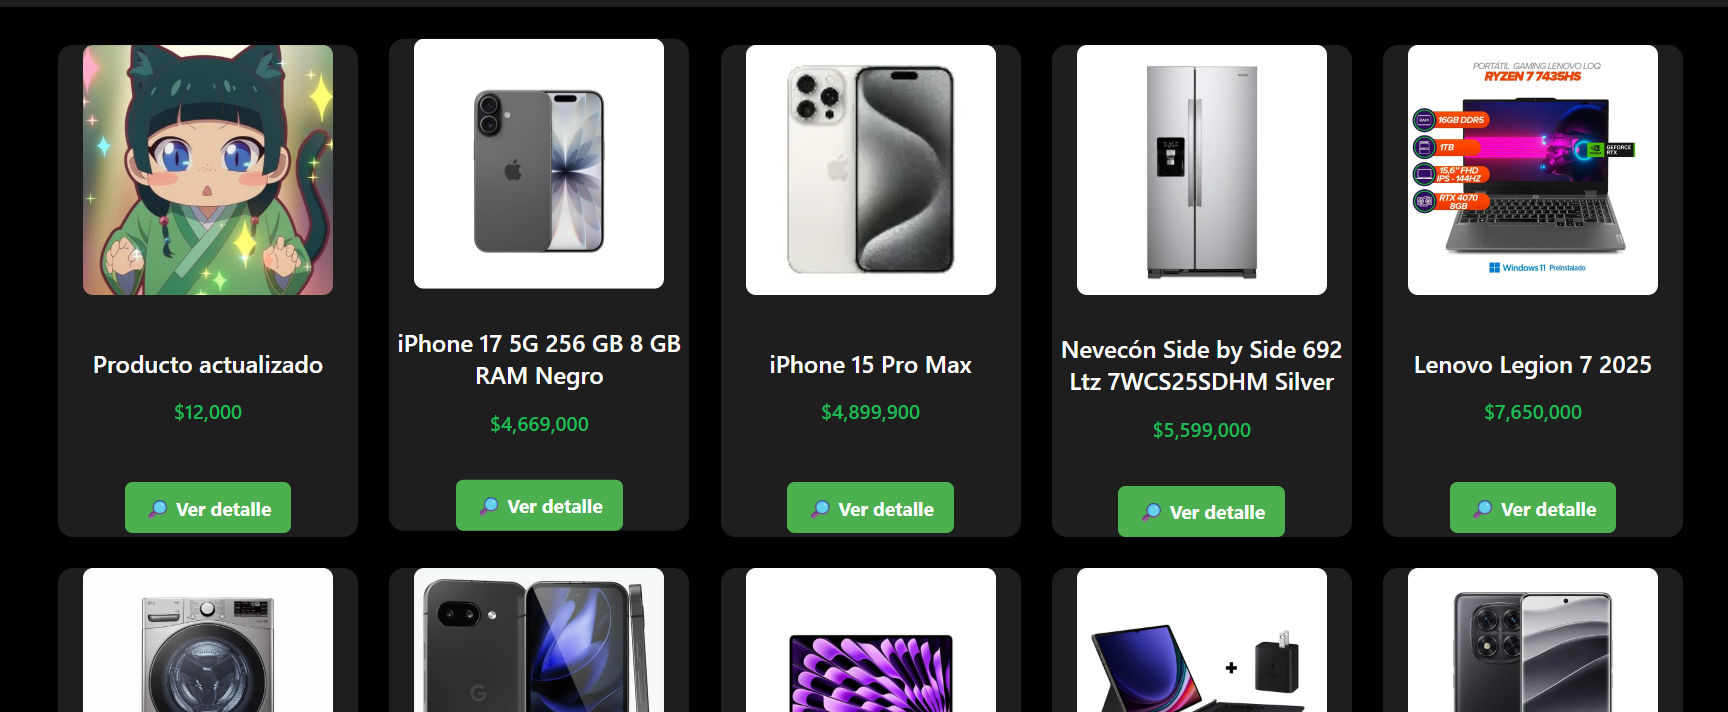 PORTÁTIL GAMING LENOVO LOQ
RYZEN 7 7435HS
RAM
16GB DDR5
1TB
15,6" FHD
IPS - 144HZ
RTX 4070
8GB
GEFORCE
RTX
Windows 11 Preinstalado
Producto actualizado
$12,000
🔎 Ver detalle
iPhone 17 5G 256 GB 8 GB
RAM Negro
$4,669,000
🔎 Ver detalle
iPhone 15 Pro Max
$4,899,900
🔎 Ver detalle
Nevecón Side by Side 692
Ltz 7WCS25SDHM Silver
$5,599,000
🔎 Ver detalle
Lenovo Legion 7 2025
$7,650,000
🔎 Ver detalle